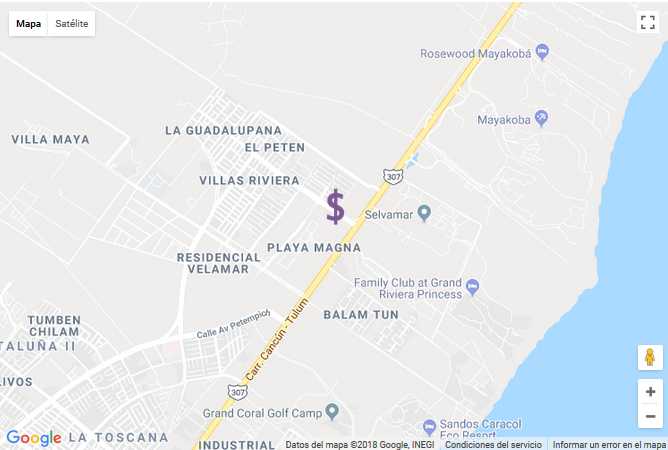 Mapa
Satélite
Rosewood Mayakobá
Mayakoba
LA GUADALUPANA
VILLA MAYA
EL PETEN
307
VILLAS RIVIERA
$
Selvamar
PLAYA MAGNA
RESIDENCIAL
VELAMAR
Family Club at Grand
Riviera Princess
BALAM TUN
TUMBEN
CHILAM
Calle Av Petempich
Carr. Cancún - Tulum
TALUÑA II
LIVOS
307
+
Grand Coral Golf Camp
−
Sandos Caracol
Eco Resort
Google
LA TOSCANA
INDUSTRIAL
Datos del mapa ©2018 Google, INEGI
Condiciones del servicio
Informar un error en el mapa